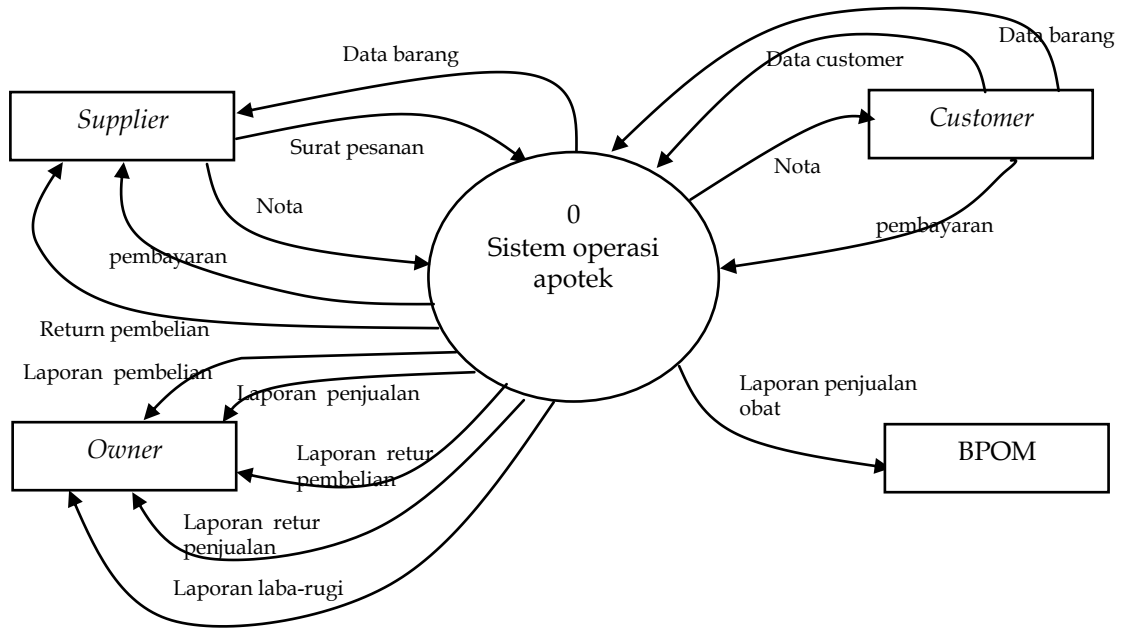 Data barang
Data barang
Data customer
Supplier
Customer
Surat pesanan
Nota
Nota
0
Sistem operasi
apotek
pembayaran
pembayaran
Return pembelian
Laporan pembelian
Laporan penjualan
Laporan penjualan
obat
Owner
BPOM
Laporan retur
pembelian
Laporan retur
penjualan
Laporan laba-rugi